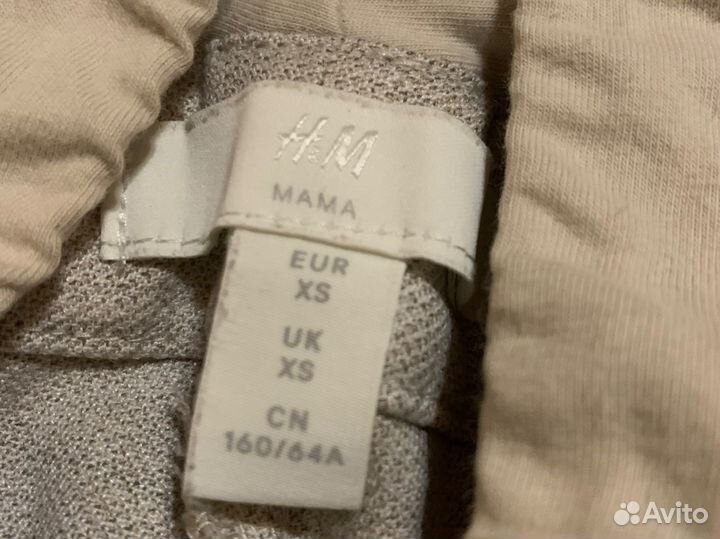 H&M
MAMA
EUR
XS
UK
XS
CN
160/64A
Avito